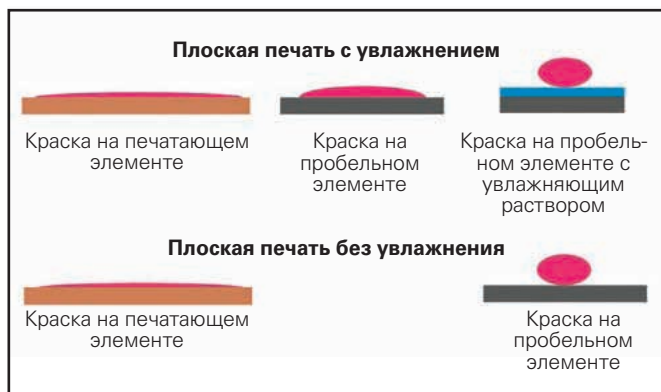 Плоская печать с увлажнением
Краска на печатающем
элементе
Краска на
пробельном
элементе
Краска на пробель-
ном элементе с
увлажняющим
раствором
Плоская печать без увлажнения
Краска на печатающем
элементе
Краска на
пробельном
элементе